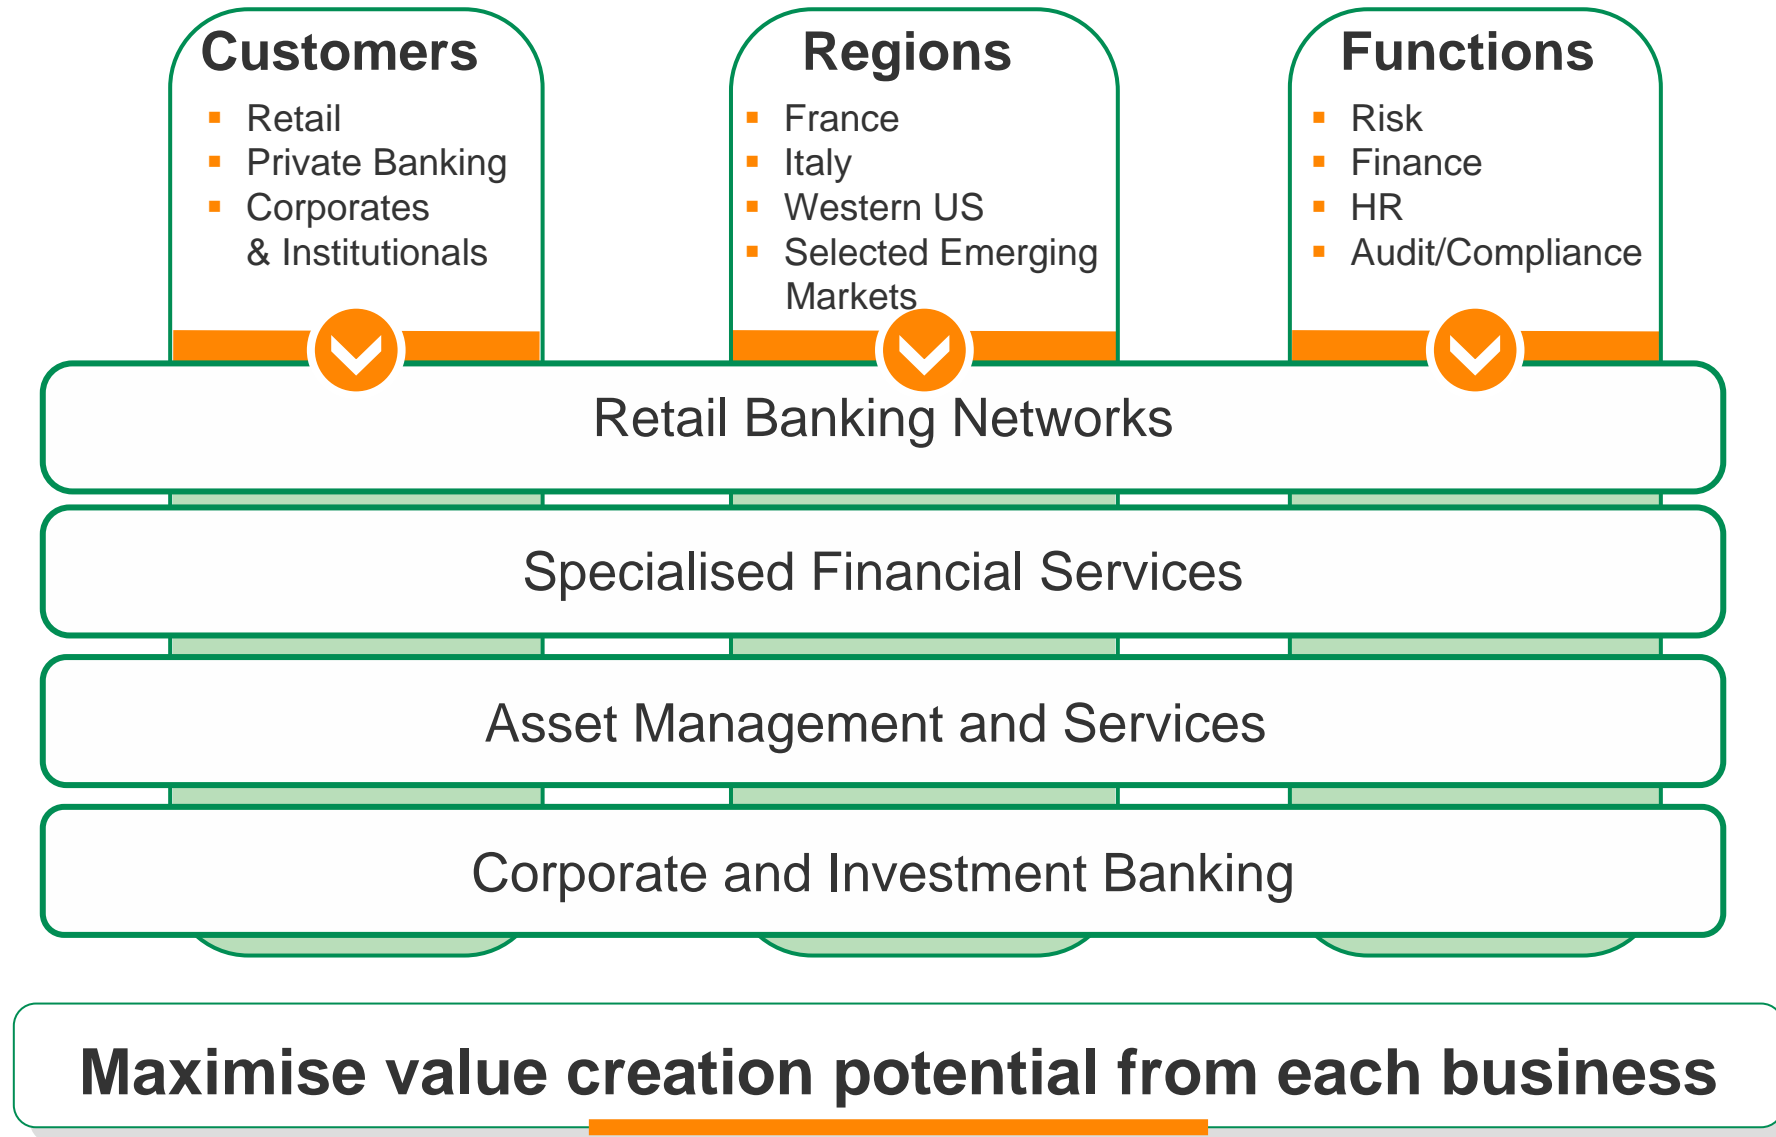 Customers
Retail
Private Banking
Corporates
& Institutionals
Regions
France
Italy
Western US
Selected Emerging
Markets
Functions
Risk
Finance
HR
Audit/Compliance
Retail Banking Networks
Specialised Financial Services
Asset Management and Services
Corporate and Investment Banking
Maximise value creation potential from each business